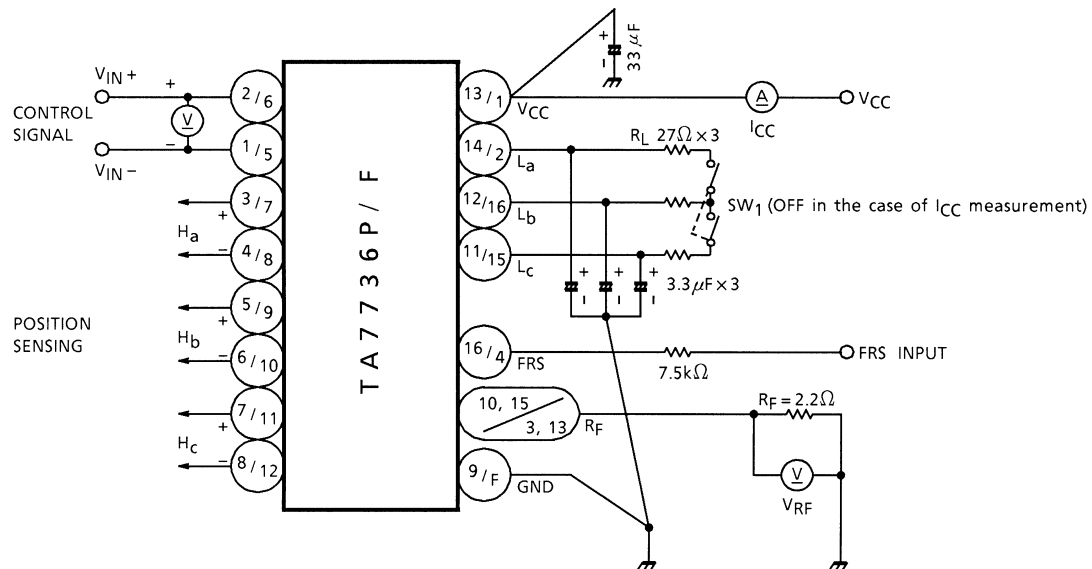 33 μF
+
-
VIN+
CONTROL
SIGNAL
+
V
-
VIN-
2/6
1/5
3/7
+
Ha
-
4/8
5/9
POSITION
SENSING
+
Hb
-
6/10
7/11
+
Hc
-
8/12
TA7736P/F
13/1
VCC
A
ICC
VCC
14/2
La
RL 27Ω×3
12/16
Lb
SW1 (OFF in the case of ICC measurement)
11/15
Lc
+
+
+
-
-
-
3.3μF×3
16/4
FRS
7.5kΩ
FRS INPUT
10, 15
3, 13
RF
RF=2.2Ω
V
VRF
9/F
GND